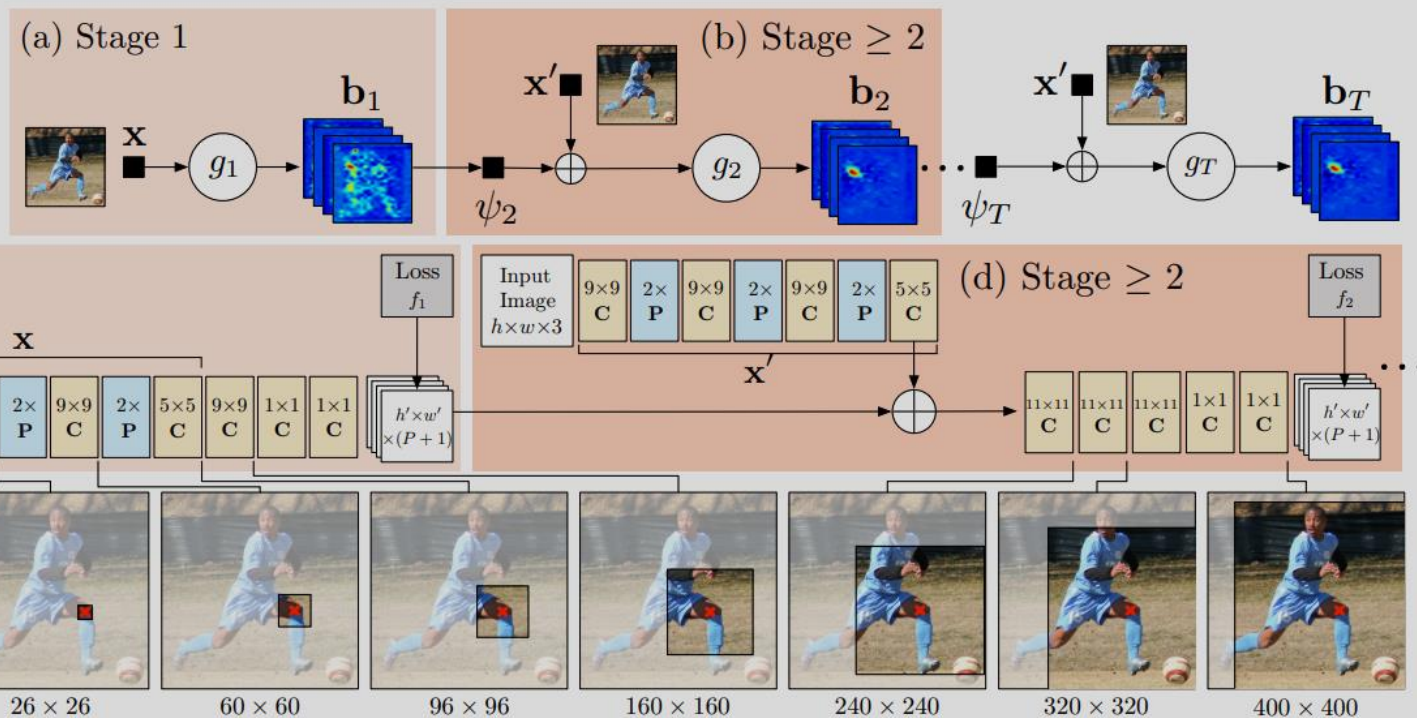 (a) Stage 1
x
g₁
b₁
(b) Stage ≥ 2
x′
ψ₂
g₂
b₂
x′
ψ_T
g_T
b_T
x
2× P
9×9 C
2× P
5×5 C
9×9 C
1×1 C
1×1 C
Loss
f₁
h′×w′
×(P+1)
Input
Image
h×w×3
9×9 C
2× P
9×9 C
2× P
9×9 C
2× P
5×5 C
x′
(d) Stage ≥ 2
11×11 C
11×11 C
11×11 C
1×1 C
1×1 C
Loss
f₂
h′×w′
×(P+1)
26 × 26
60 × 60
96 × 96
160 × 160
240 × 240
320 × 320
400 × 400